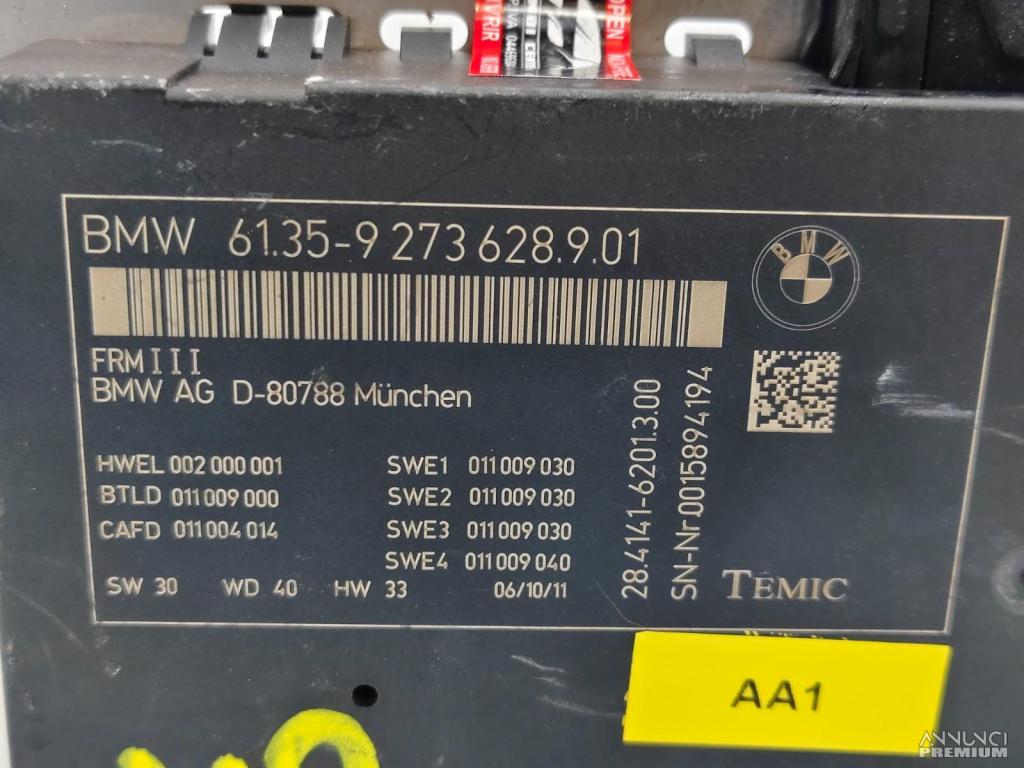 OPEN
BMW 61.35-9 273 628.9.01
BMW
FRM I I I
BMW AG D-80788 München
28.4141-6201.3.00
SN-Nr.0015894194
HWEL 002 000 001 SWE1 011 009 030
BTLD 011 009 000 SWE2 011 009 030
CAFD 011 004 014 SWE3 011 009 030
SWE4 011 009 040
SW 30 WD 40 HW 33 06/10/11
TEMIC
AA1
ANNUNCI
PREMIUM